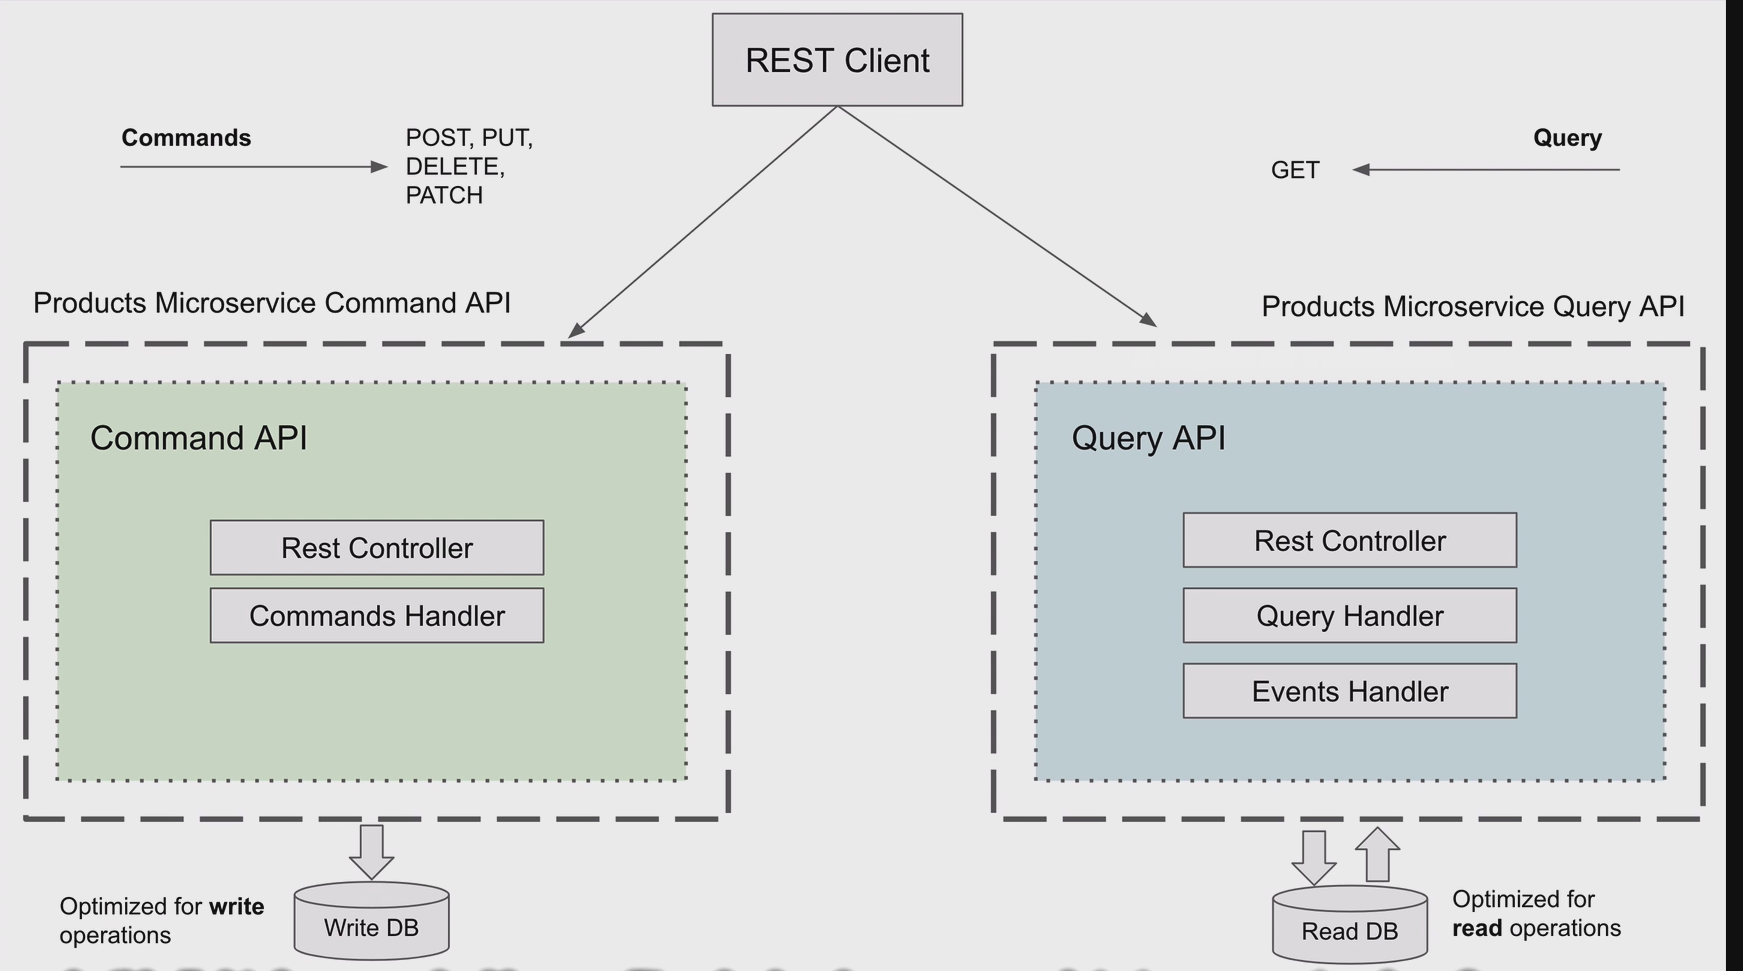 REST Client
Commands
POST, PUT,
DELETE,
PATCH
Query
GET
Products Microservice Command API
Products Microservice Query API
Command API
Rest Controller
Commands Handler
Query API
Rest Controller
Query Handler
Events Handler
Optimized for write
operations
Write DB
Read DB
Optimized for
read operations